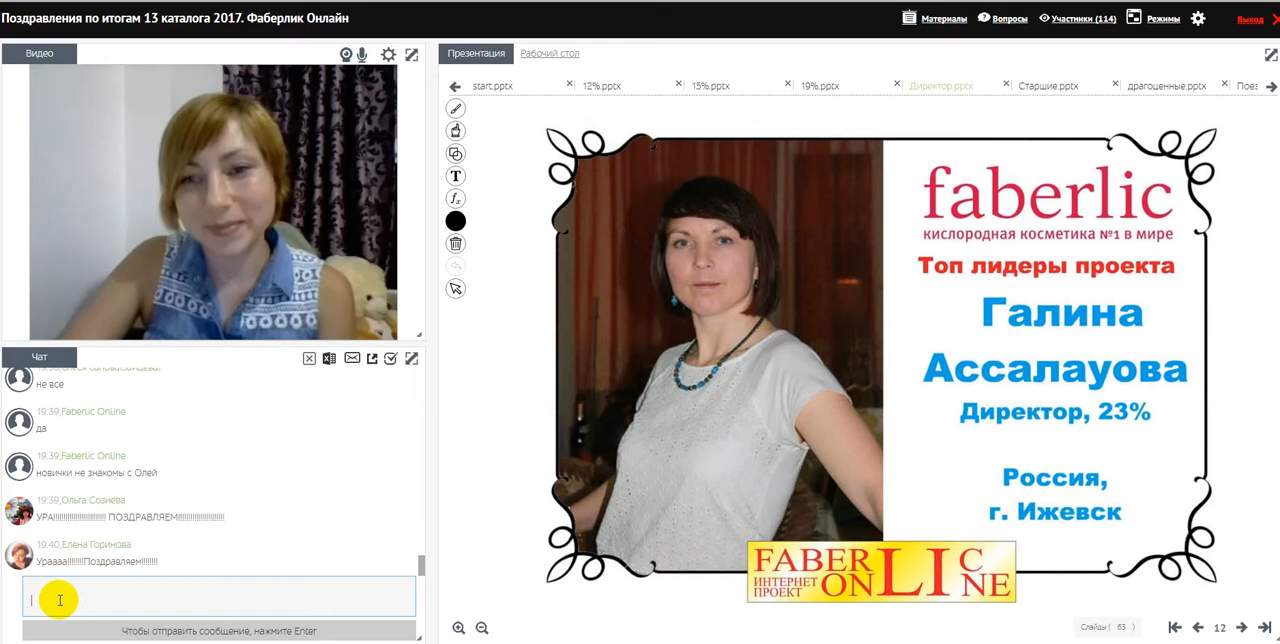 Поздравления по итогам 13 каталога 2017. Фаберлик Онлайн
Материалы Вопросы Участники (114) Режимы Выход
Видео
Презентация Рабочий стол
start.pptx 12%.pptx 15%.pptx 19%.pptx Директор.pptx Старшие.pptx драгоценные.pptx Поез
faberlic
кислородная косметика №1 в мире
Топ лидеры проекта
Галина
Ассалауова
Директор, 23%
Россия,
г. Ижевск
FABERLIC
ИНТЕРНЕТ
ПРОЕКТ
ONLINE
Чат
не все
19:39,Faberlic Online
да
19:39,Faberlic Online
новички не знакомы с Олей
19:39,Ольга Созиева
УРА!!!!!!!!!!!!!!!!!!!!!!!! ПОЗДРАВЛЯЕМ!!!!!!!!!!!!!!!!!!!!!!
19:40,Елена Горинова
Ураааа!!!!!!!!Поздравляем!!!!!!!!
Чтобы отправить сообщение, нажмите Enter
Слайды ( 63 ) 12